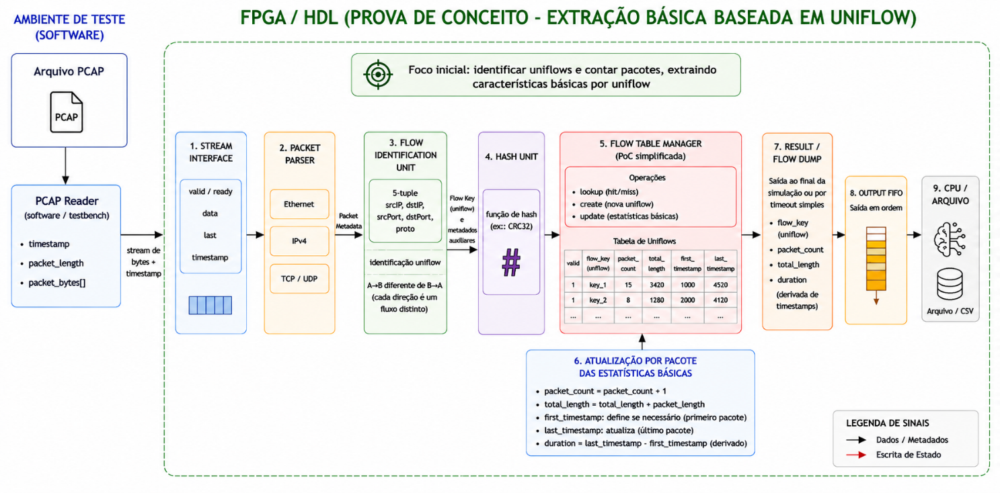 AMBIENTE DE TESTE
(SOFTWARE)
FPGA / HDL (PROVA DE CONCEITO - EXTRAÇÃO BÁSICA BASEADA EM UNIFLOW)
Arquivo PCAP
PCAP
PCAP Reader
(software / testbench)
• timestamp
• packet_length
• packet_bytes[]
stream de
bytes +
timestamp
Foco inicial: identificar uniflows e contar pacotes, extraindo
características básicas por uniflow
1. STREAM
INTERFACE
valid / ready
data
last
timestamp
2. PACKET
PARSER
Ethernet
IPv4
TCP / UDP
Packet
Metadata
3. FLOW
IDENTIFICATION
UNIT
5-tuple
srcIP, dstIP,
srcPort, dstPort,
proto
identificação uniflow
A→B diferente de B→A
(cada direção é um
fluxo distinto)
Flow Key
(uniflow)
e
metadados
auxiliares
4. HASH UNIT
função de hash
(ex:: CRC32)
#
5. FLOW TABLE MANAGER
(PoC simplificada)
Operações
• lookup (hit/miss)
• create (nova uniflow)
• update (estatísticas básicas)
Tabela de Uniflows
valid flow_key (unflow) packet_ count total_ length first_ timestamp last_ timestamp
1 key_1 15 3420 1000 4520
1 key_2 8 1280 2000 4120
... ... ... ... ... ...
6. ATUALIZAÇÃO POR PACOTE
DAS ESTATÍSTICAS BÁSICAS
• packet_count = packet_count + 1
• total_length = total_length + packet_length
• first_timestamp: define se necessário (primeiro pacote)
• last_timestamp: atualiza (último pacote)
• duration = last_timestamp - first_timestamp (derivado)
7. RESULT /
FLOW DUMP
Saída ao final da
simulação ou por
timeout simples
• flow_key
(uniflow)
• packet_count
• total_length
• duration
(derivada de
timestamps)
8. OUTPUT FIFO
Saída em ordem
9. CPU /
ARQUIVO
Arquivo / CSV
LEGENDA DE SINAIS
Dados / Metadados
Escrita de Estado